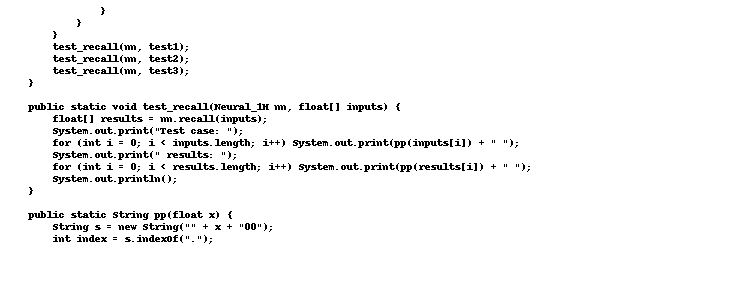 }
        }
    }
    test_recall(nn, test1);
    test_recall(nn, test2);
    test_recall(nn, test3);
}
public static void test_recall(Neural_1H nn, float[] inputs) {
    float[] results = nn.recall(inputs);
    System.out.print("Test case: ");
    for (int i = 0; i < inputs.length; i++) System.out.print(pp(inputs[i]) + " ");
    System.out.print(" results: ");
    for (int i = 0; i < results.length; i++) System.out.print(pp(results[i]) + " ");
    System.out.println();
}
public static String pp(float x) {
    String s = new String("" + x + "00");
    int index = s.indexOf(".");